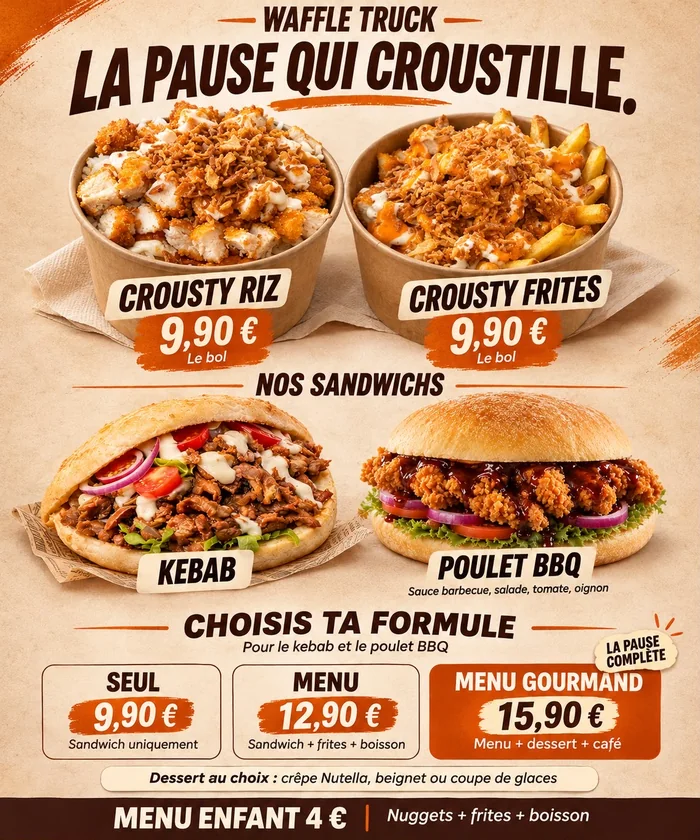 WAFFLE TRUCK
LA PAUSE QUI CROUSTILLE.
CROUSTY RIZ
9,90 €
Le bol
CROUSTY FRITES
9,90 €
Le bol
NOS SANDWICHS
KEBAB
POULET BBQ
Sauce barbecue, salade, tomate, oignon
CHOISIS TA FORMULE
Pour le kebab et le poulet BBQ
LA PAUSE
COMPLÈTE
SEUL
9,90 €
Sandwich uniquement
MENU
12,90 €
Sandwich + frites + boisson
MENU GOURMAND
15,90 €
Menu + dessert + café
Dessert au choix : crêpe Nutella, beignet ou coupe de glaces
MENU ENFANT 4 € | Nuggets + frites + boisson